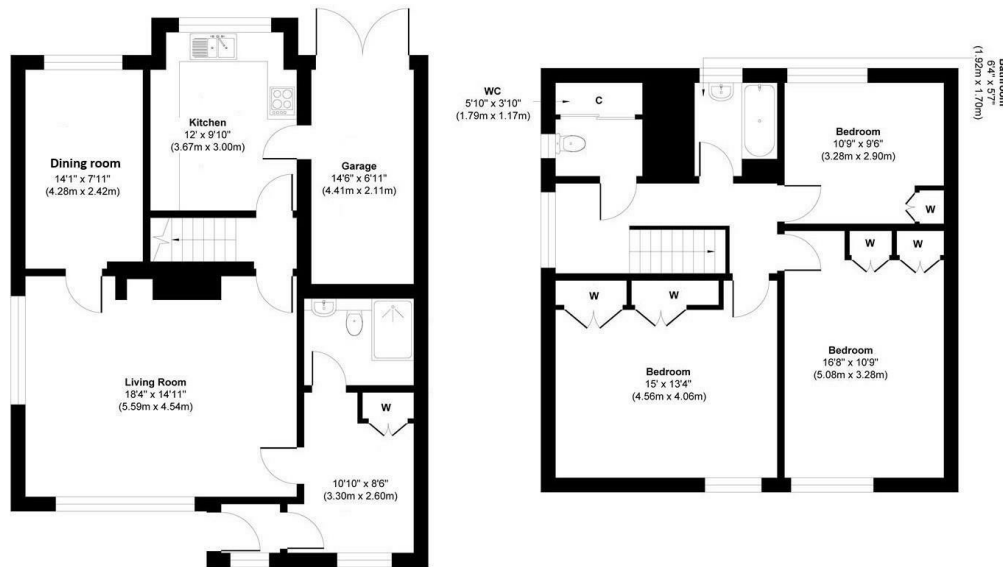 Dining room
14'1" x 7'11"
(4.28m x 2.42m)
Kitchen
12' x 9'10"
(3.67m x 3.00m)
Garage
14'6" x 6'11"
(4.41m x 2.11m)
Living Room
18'4" x 14'11"
(5.59m x 4.54m)
W
10'10" x 8'6"
(3.30m x 2.60m)
WC
5'10" x 3'10"
(1.79m x 1.17m)
C
Bathroom
6'4" x 5'7"
(1.92m x 1.70m)
Bedroom
10'9" x 9'6"
(3.28m x 2.90m)
W
W
W
W
W
Bedroom
15' x 13'4"
(4.56m x 4.06m)
Bedroom
16'8" x 10'9"
(5.08m x 3.28m)